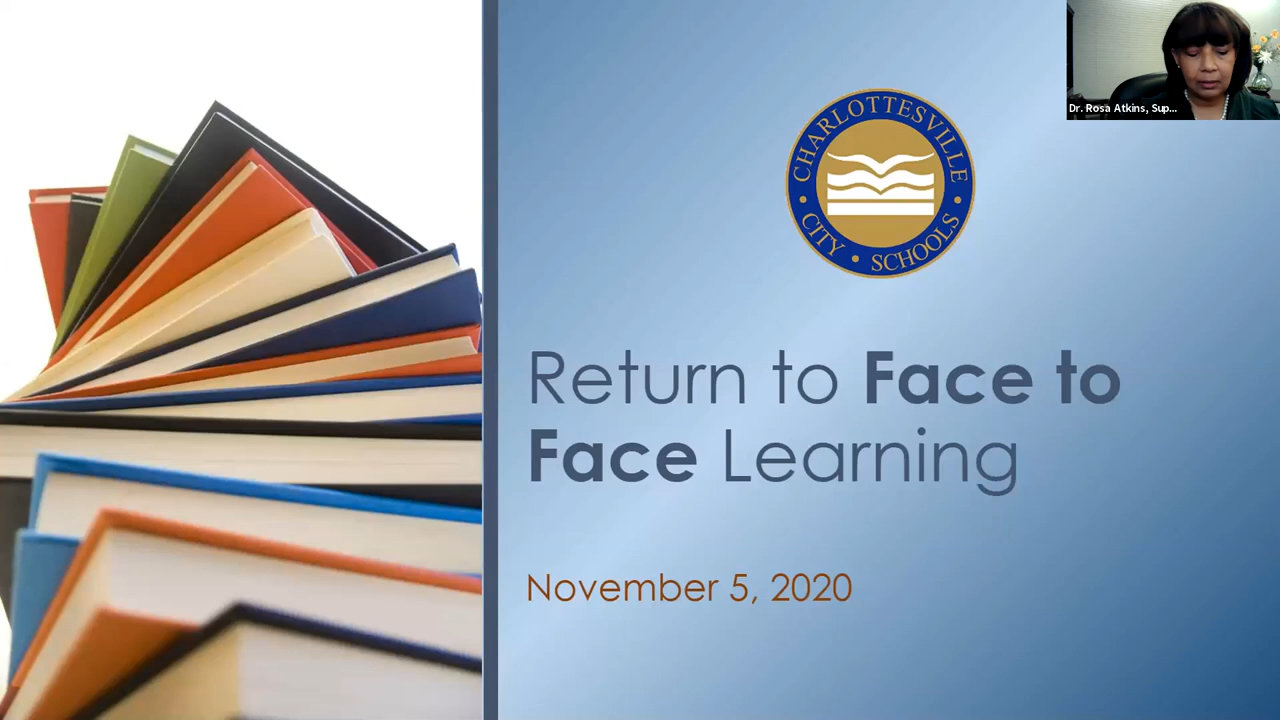 Dr. Rosa Atkins, Sup...
CHARLOTTESVILLE
CITY • SCHOOLS
Return to Face to
Face Learning
November 5, 2020